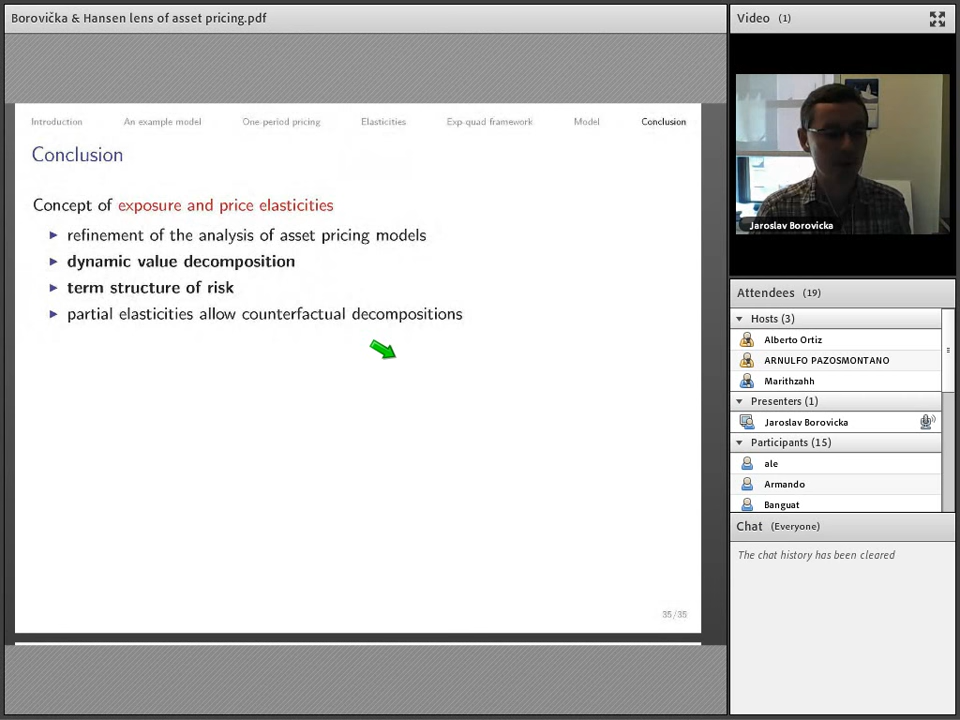 Borovička & Hansen lens of asset pricing.pdf
Introduction An example model One-period pricing Elasticities Exp-quad framework Model Conclusion
Conclusion
Concept of exposure and price elasticities
refinement of the analysis of asset pricing models
dynamic value decomposition
term structure of risk
partial elasticities allow counterfactual decompositions
35/35
Video (1)
Jaroslav Borovicka
Attendees (19)
Hosts (3)
Alberto Ortiz
ARNULFO PAZOSMONTANO
Marithzahh
Presenters (1)
Jaroslav Borovicka
Participants (15)
ale
Armando
Banguat
Chat (Everyone)
The chat history has been cleared